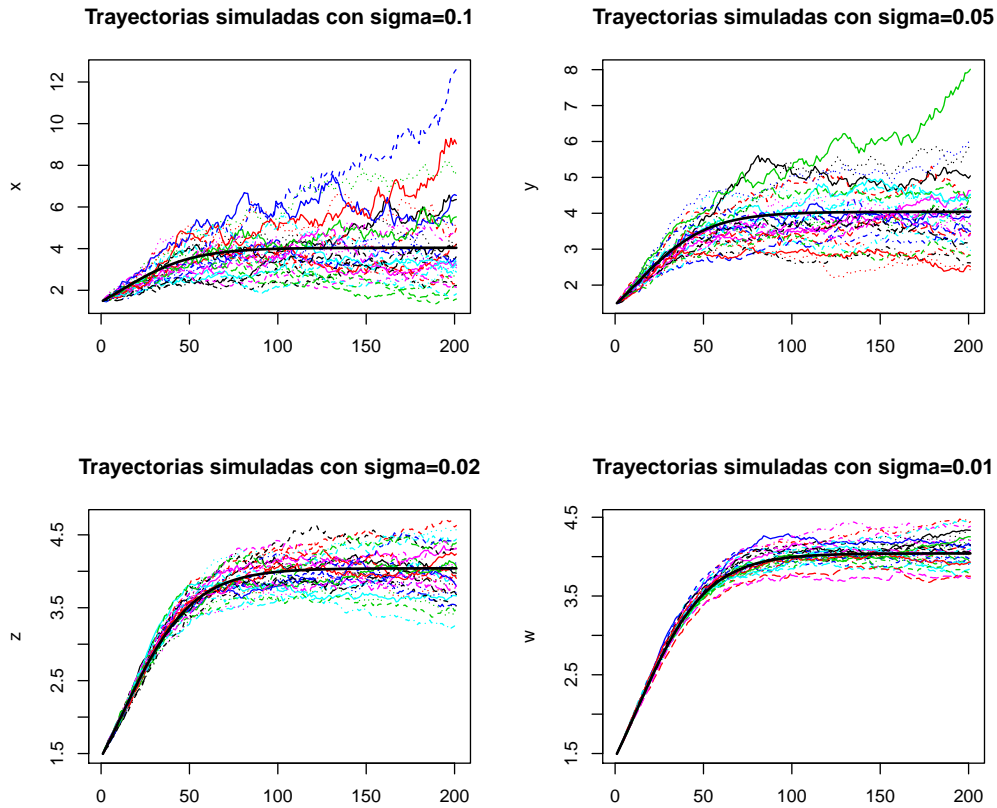 Trayectorias simuladas con sigma=0.1
x
12
10
8
6
4
2
0 50 100 150 200
Trayectorias simuladas con sigma=0.05
y
8
7
6
5
4
3
2
0 50 100 150 200
Trayectorias simuladas con sigma=0.02
z
4.5
3.5
2.5
1.5
0 50 100 150 200
Trayectorias simuladas con sigma=0.01
w
4.5
3.5
2.5
1.5
0 50 100 150 200